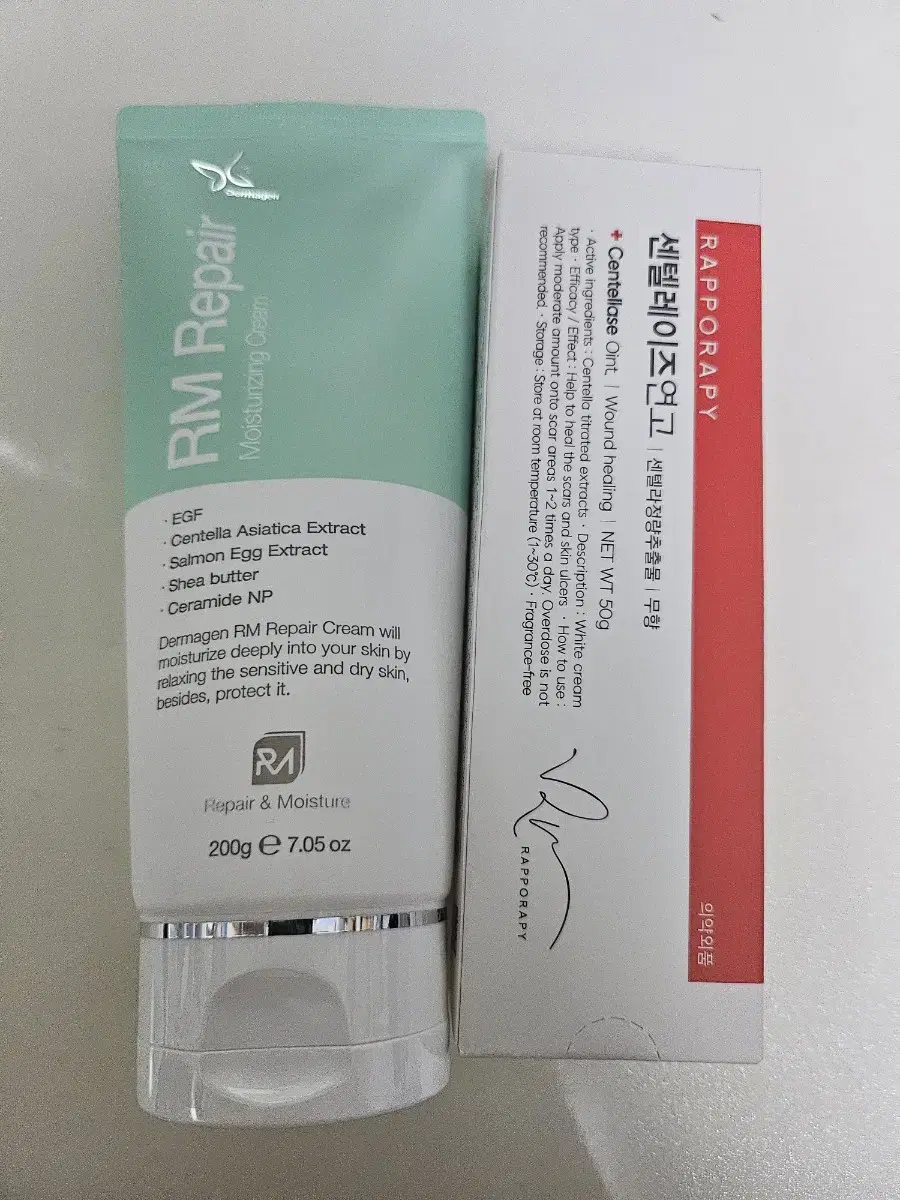 Dermagen
RM Repair
Moisturizing Cream
· EGF
· Centella Asiatica Extract
· Salmon Egg Extract
· Shea butter
· Ceramide NP
Dermagen RM Repair Cream will
moisturize deeply into your skin by
relaxing the sensitive and dry skin,
besides, protect it.
RM
Repair & Moisture
200g ℮ 7.05 oz
RAPPORAPY
센텔레이즈연고 | 센텔라정량추출물 | 무향
+ Centellase Oint. | Wound healing | NET WT 50g
· Active ingredients : Centella titrated extracts · Description : White cream
type · Efficacy / Effect : Help to heal the scars and skin ulcers · How to use :
Apply moderate amount onto scar areas 1~2 times a day. Overdose is not
recommended. · Storage : Store at room temperature (1~30℃) · Fragrance-free
RAPPORAPY
의약외품